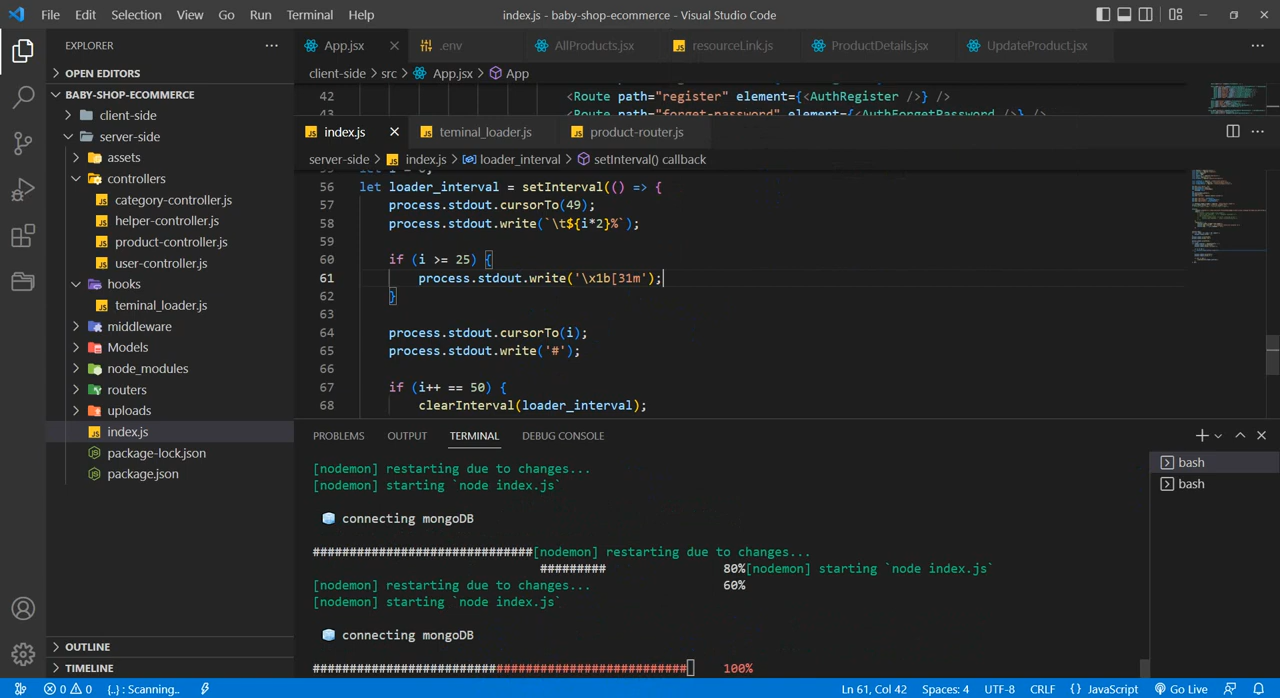 File Edit Selection View Go Run Terminal Help
index.js - baby-shop-ecommerce - Visual Studio Code
EXPLORER
OPEN EDITORS
BABY-SHOP-ECOMMERCE
client-side
server-side
assets
controllers
category-controller.js
helper-controller.js
product-controller.js
user-controller.js
hooks
teminal_loader.js
middleware
Models
node_modules
routers
uploads
index.js
package-lock.json
package.json
OUTLINE
TIMELINE
App.jsx .env AllProducts.jsx resourceLink.js ProductDetails.jsx UpdateProduct.jsx
client-side > src > App.jsx > App
42 <Route path="register" element={<AuthRegister />} />
43 <Route path="forget-password" element={<AuthForgetPassword />} />
index.js teminal_loader.js product-router.js
server-side > index.js > loader_interval > setInterval() callback
56 let loader_interval = setInterval(() => {
57 process.stdout.cursorTo(49);
58 process.stdout.write(`\t${i*2}%`);
59
60 if (i >= 25) {
61 process.stdout.write('\x1b[31m');
62 }
63
64 process.stdout.cursorTo(i);
65 process.stdout.write('#');
66
67 if (i++ == 50) {
68 clearInterval(loader_interval);
PROBLEMS OUTPUT TERMINAL DEBUG CONSOLE
bash
bash
[nodemon] restarting due to changes...
[nodemon] starting `node index.js`
connecting mongoDB
##############################[nodemon] restarting due to changes...
######### 80%[nodemon] starting `node index.js`
[nodemon] restarting due to changes... 60%
[nodemon] starting `node index.js`
connecting mongoDB
################################################### 100%
0 0 {..} : Scanning.. Ln 61, Col 42 Spaces: 4 UTF-8 CRLF {} JavaScript Go Live